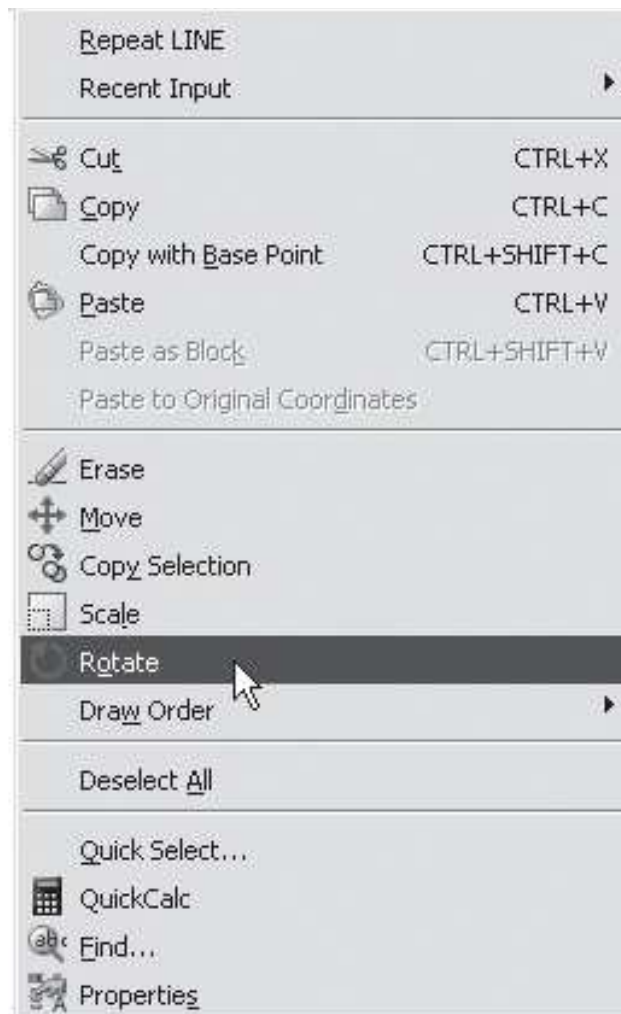 Repeat LINE
Recent Input
Cut CTRL+X
Copy CTRL+C
Copy with Base Point CTRL+SHIFT+C
Paste CTRL+V
Paste as Block CTRL+SHIFT+V
Paste to Original Coordinates
Erase
Move
Copy Selection
Scale
Rotate
Draw Order
Deselect All
Quick Select...
QuickCalc
Find...
Properties